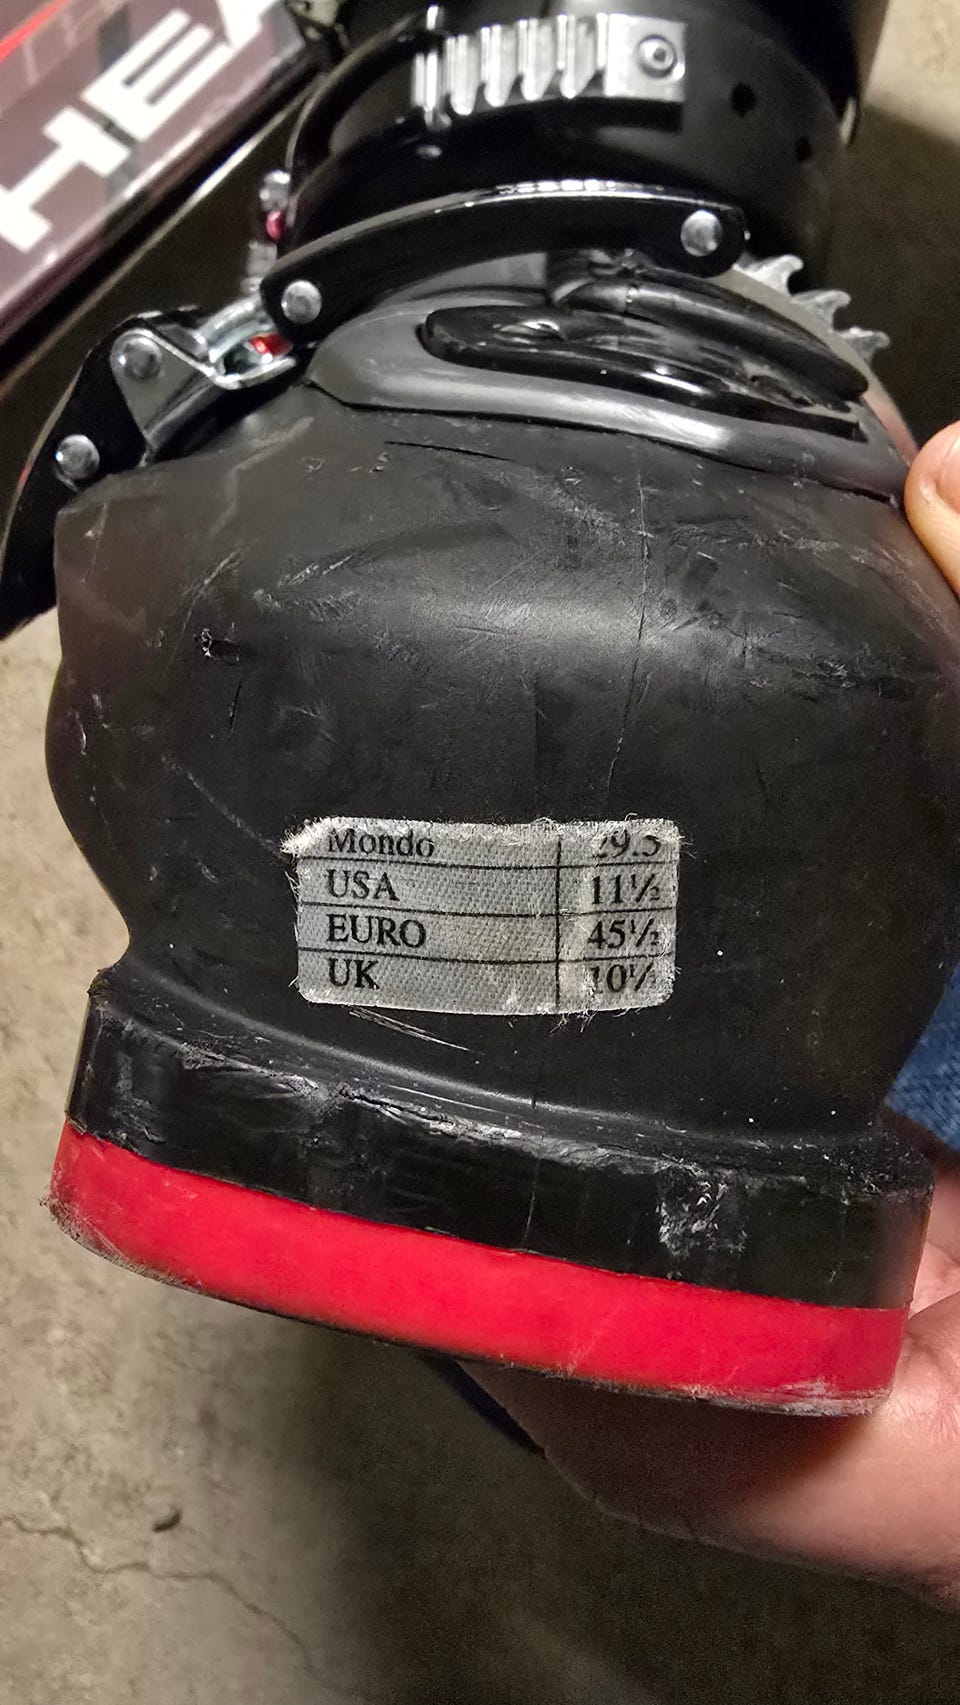 HEA
Mondo 29.5
USA 11½
EURO 45½
UK 10½